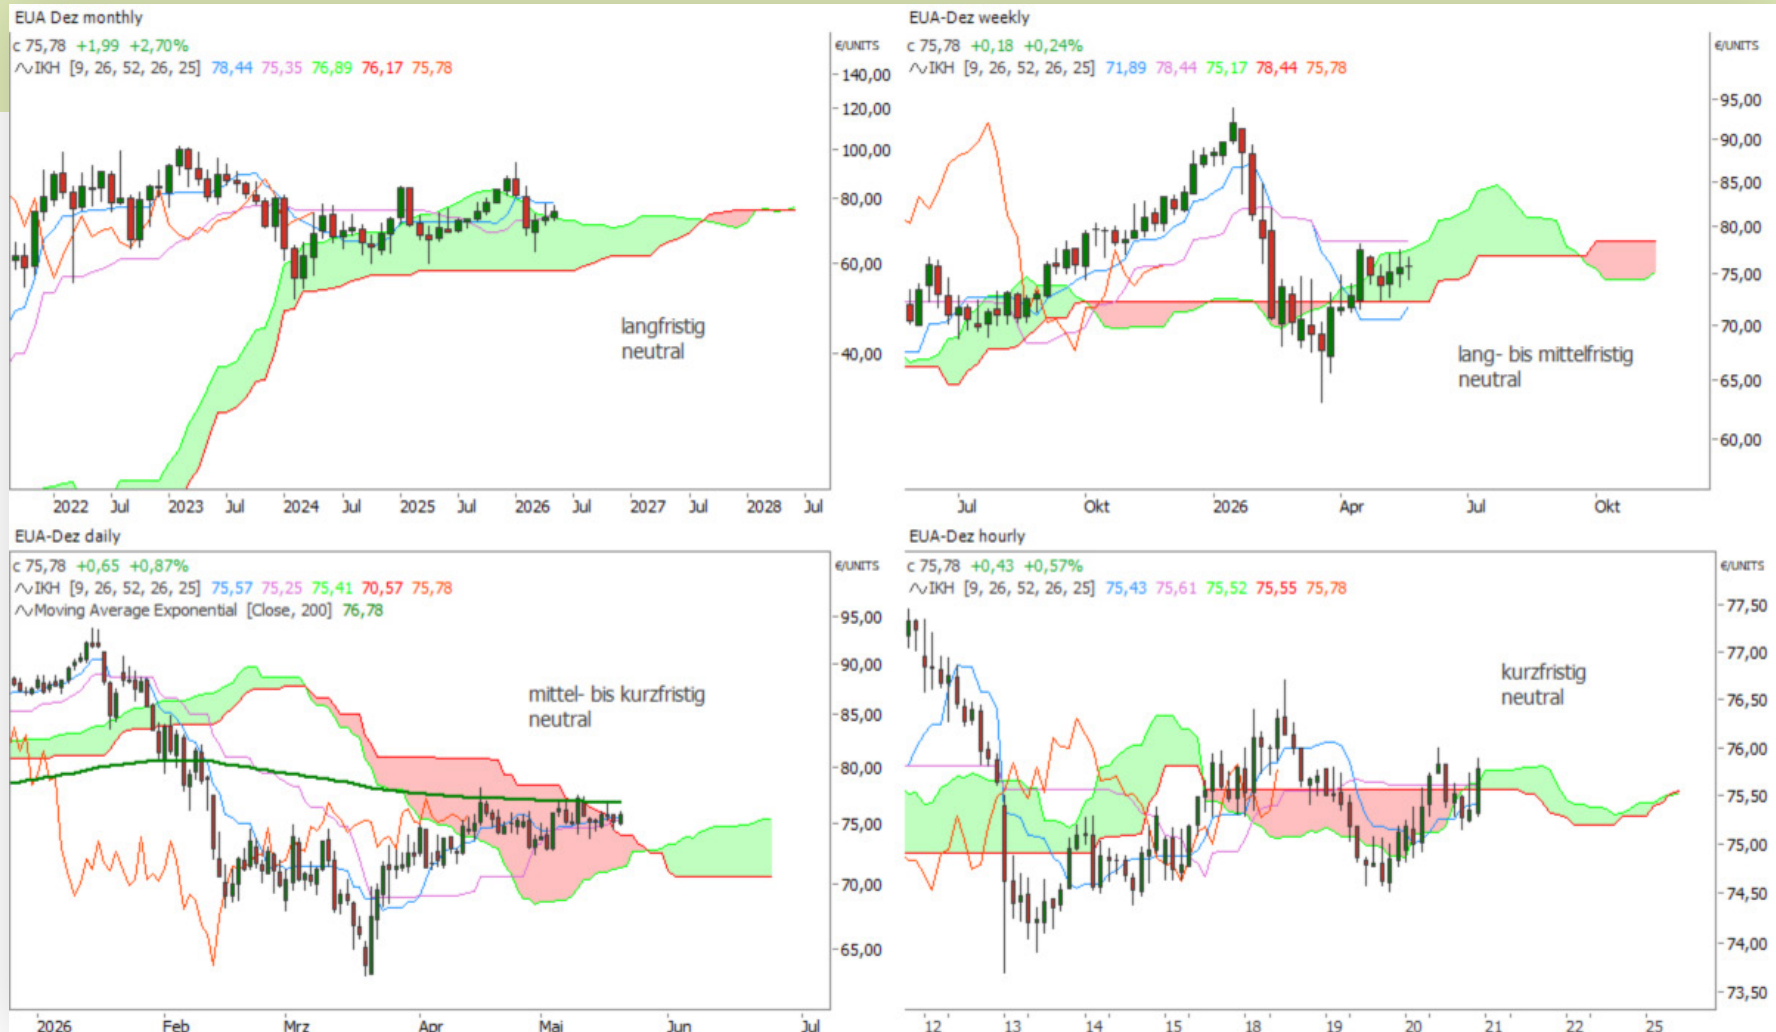 EUA Dez monthly
c 75,78 +1,99 +2,70%
IKH [9, 26, 52, 26, 25] 78,44 75,35 76,89 76,17 75,78
€/UNITS
140,00
120,00
100,00
80,00
60,00
40,00
langfristig
neutral
2022 Jul 2023 Jul 2024 Jul 2025 Jul 2026 Jul 2027 Jul 2028 Jul
EUA-Dez weekly
c 75,78 +0,18 +0,24%
IKH [9, 26, 52, 26, 25] 71,89 78,44 75,17 78,44 75,78
€/UNITS
95,00
90,00
85,00
80,00
75,00
70,00
65,00
60,00
lang- bis mittelfristig
neutral
Jul Okt 2026 Apr Jul Okt
EUA-Dez daily
c 75,78 +0,65 +0,87%
IKH [9, 26, 52, 26, 25] 75,57 75,25 75,41 70,57 75,78
Moving Average Exponential [Close, 200] 76,78
€/UNITS
95,00
90,00
85,00
80,00
75,00
70,00
65,00
mittel- bis kurzfristig
neutral
2026 Feb Mrz Apr Mai Jun Jul
EUA-Dez hourly
c 75,78 +0,43 +0,57%
IKH [9, 26, 52, 26, 25] 75,43 75,61 75,52 75,55 75,78
€/UNITS
77,50
77,00
76,50
76,00
75,50
75,00
74,50
74,00
73,50
kurzfristig
neutral
12 13 14 15 18 19 20 21 22 25